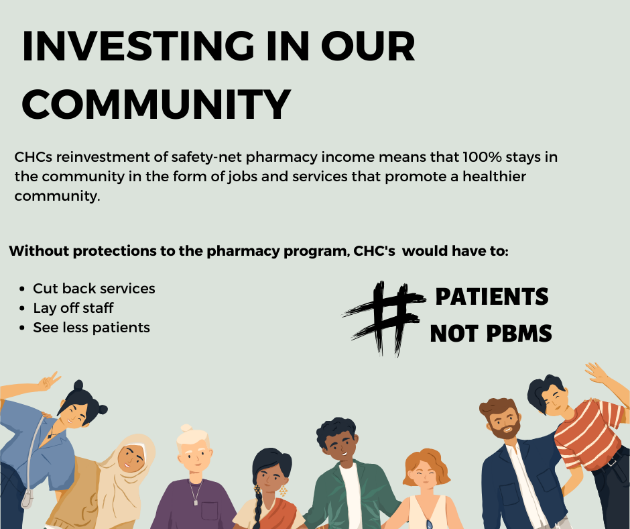 INVESTING IN OUR
COMMUNITY
CHCs reinvestment of safety-net pharmacy income means that 100% stays in
the community in the form of jobs and services that promote a healthier
community.
Without protections to the pharmacy program, CHC's would have to:
• Cut back services
• Lay off staff
• See less patients
# PATIENTS
NOT PBMS